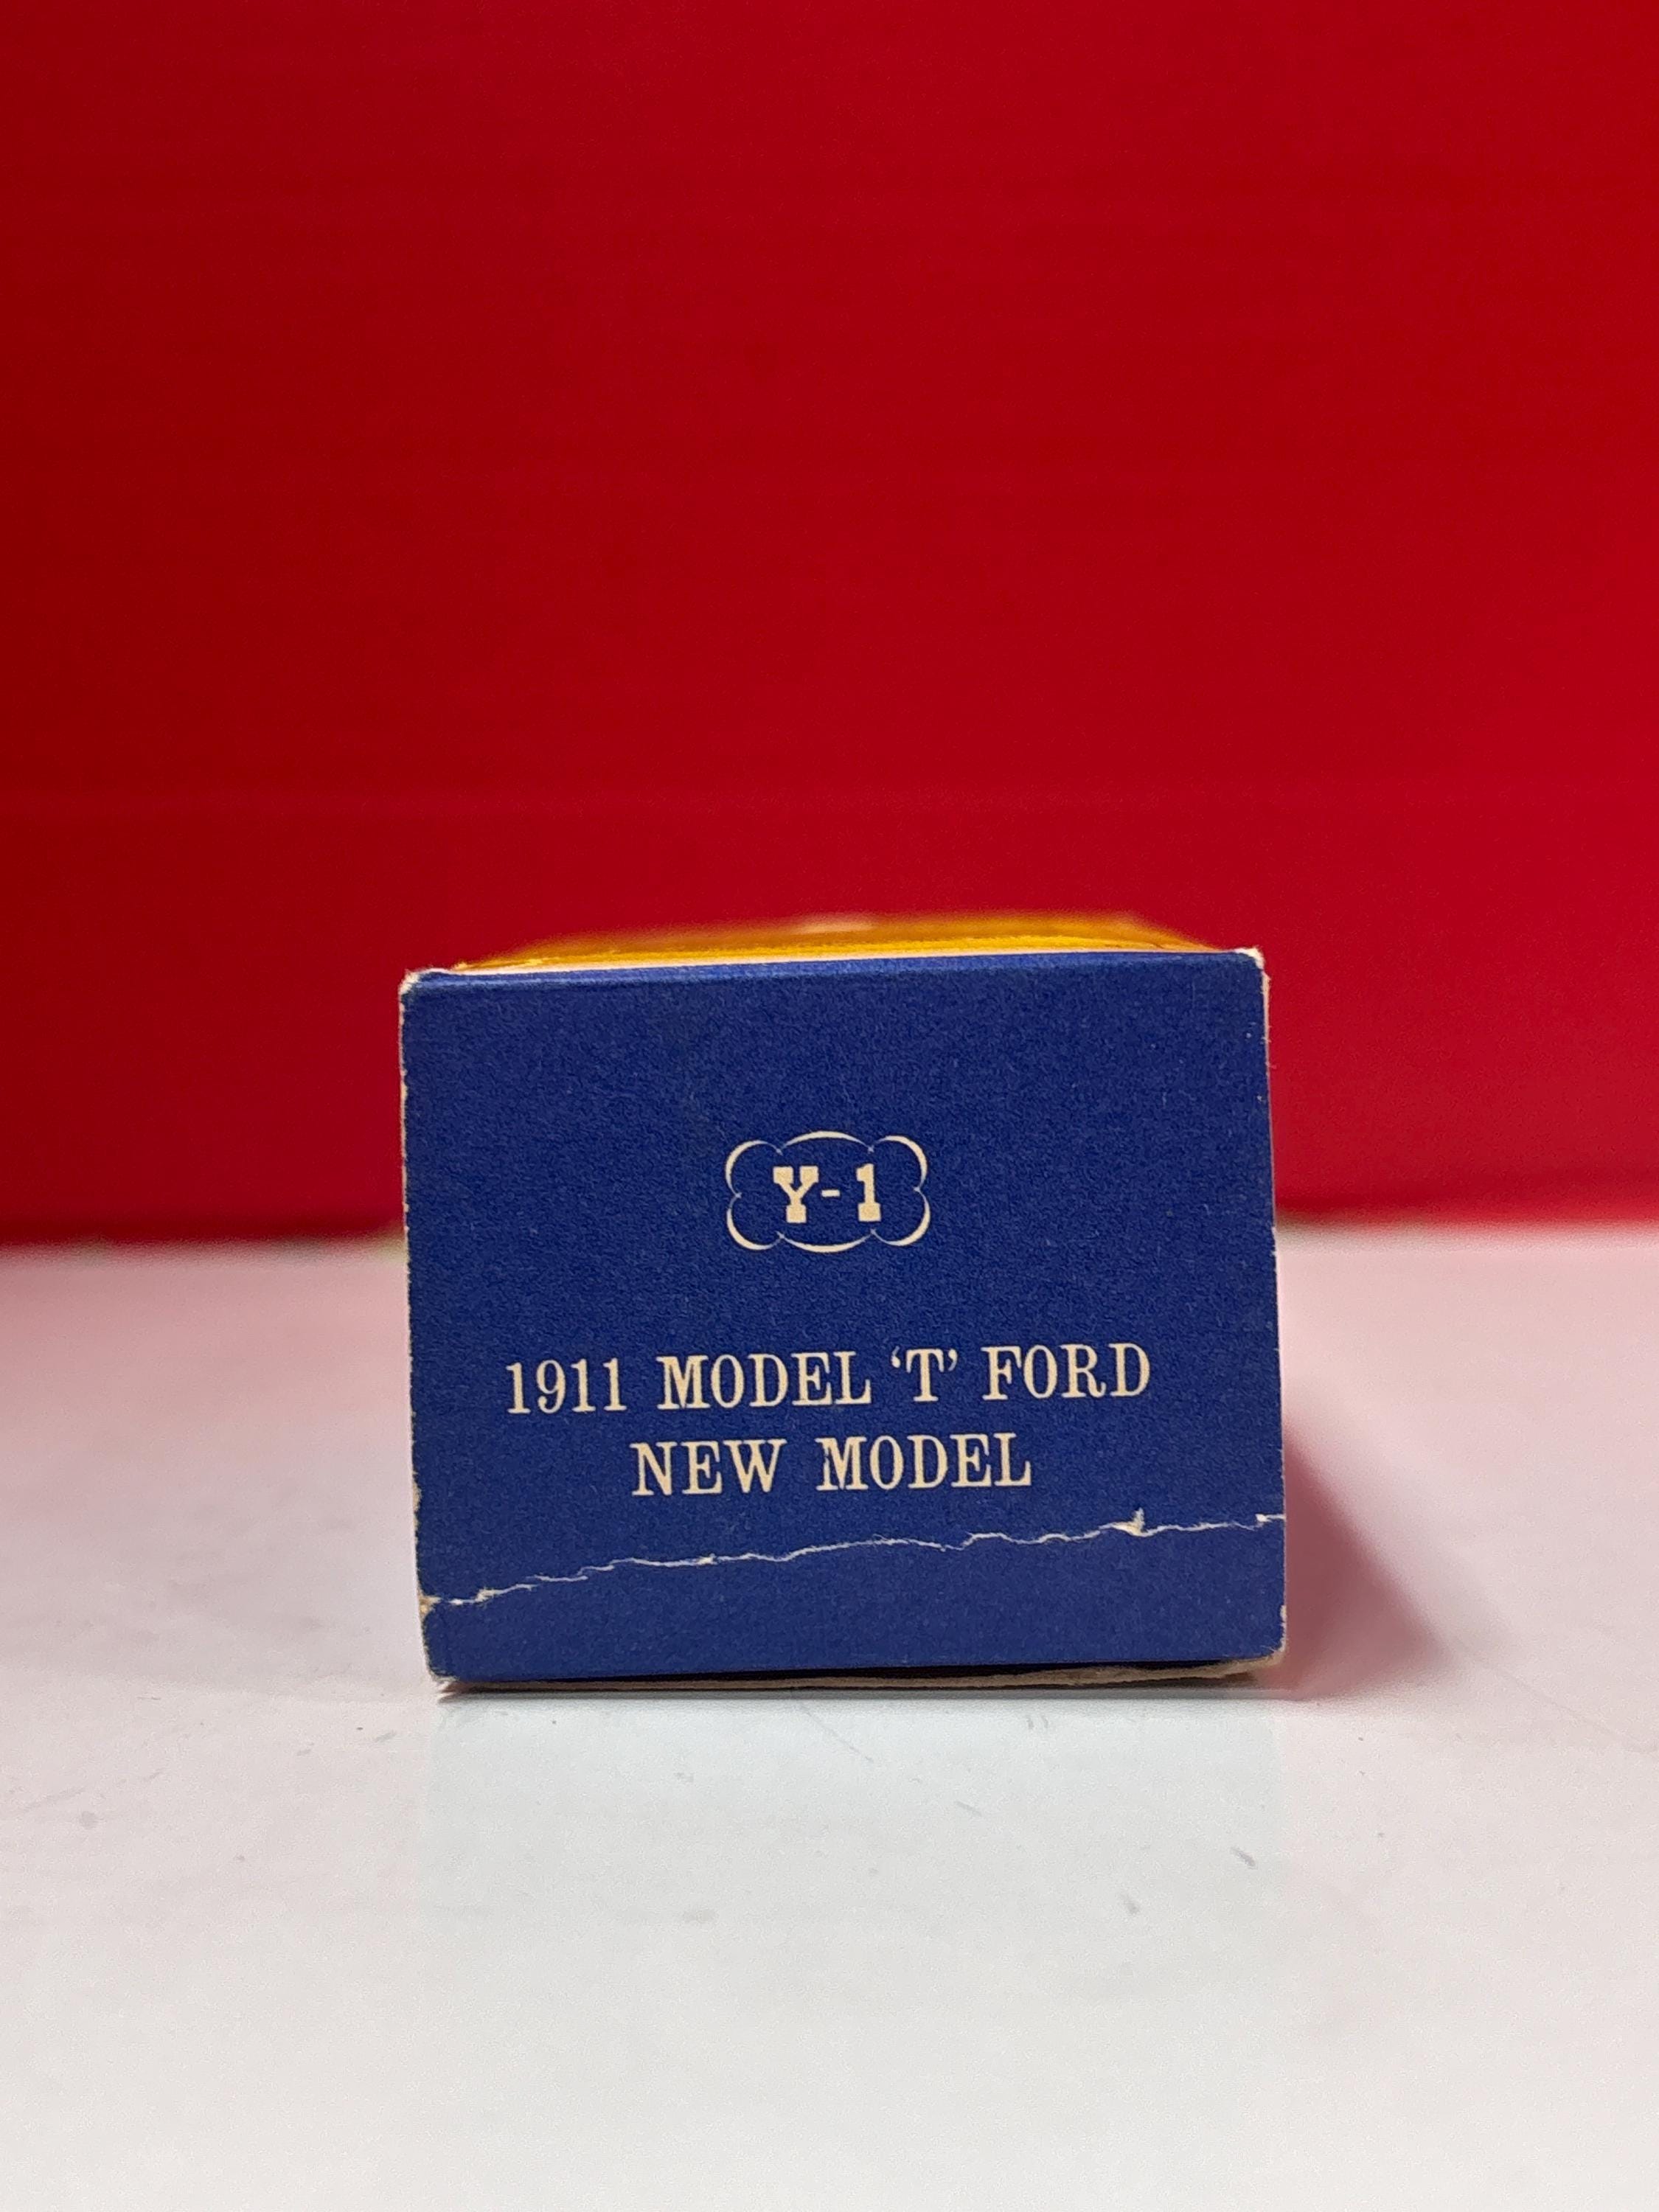 Y-1
1911 MODEL ‘T’ FORD
NEW MODEL